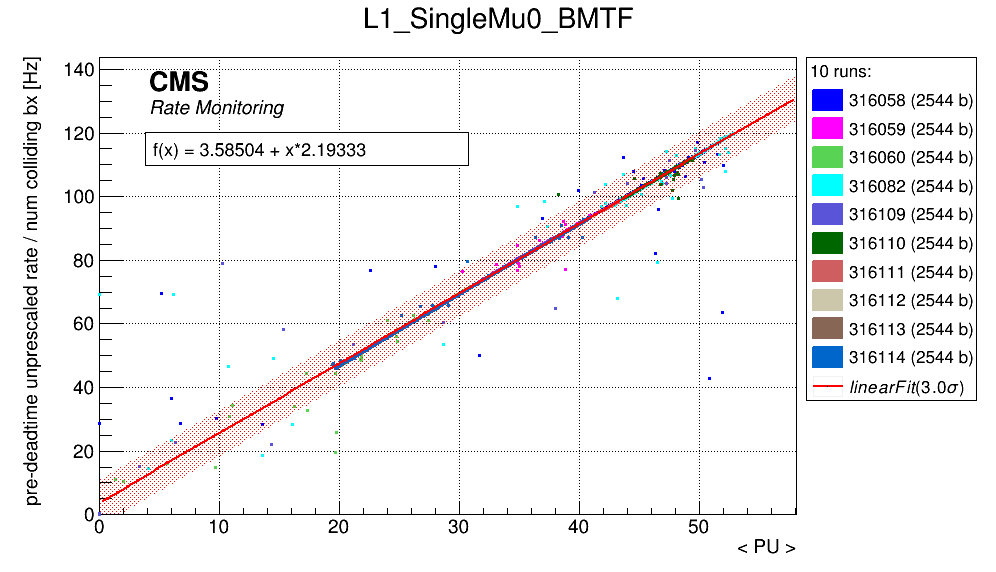 L1_SingleMu0_BMTF
pre-deadtime unprescaled rate / num colliding bx [Hz]
140
120
100
80
60
40
20
0
CMS
Rate Monitoring
f(x) = 3.58504 + x*2.19333
0 10 20 30 40 50
< PU >
10 runs:
316058 (2544 b)
316059 (2544 b)
316060 (2544 b)
316082 (2544 b)
316109 (2544 b)
316110 (2544 b)
316111 (2544 b)
316112 (2544 b)
316113 (2544 b)
316114 (2544 b)
linearFit(3.0σ)